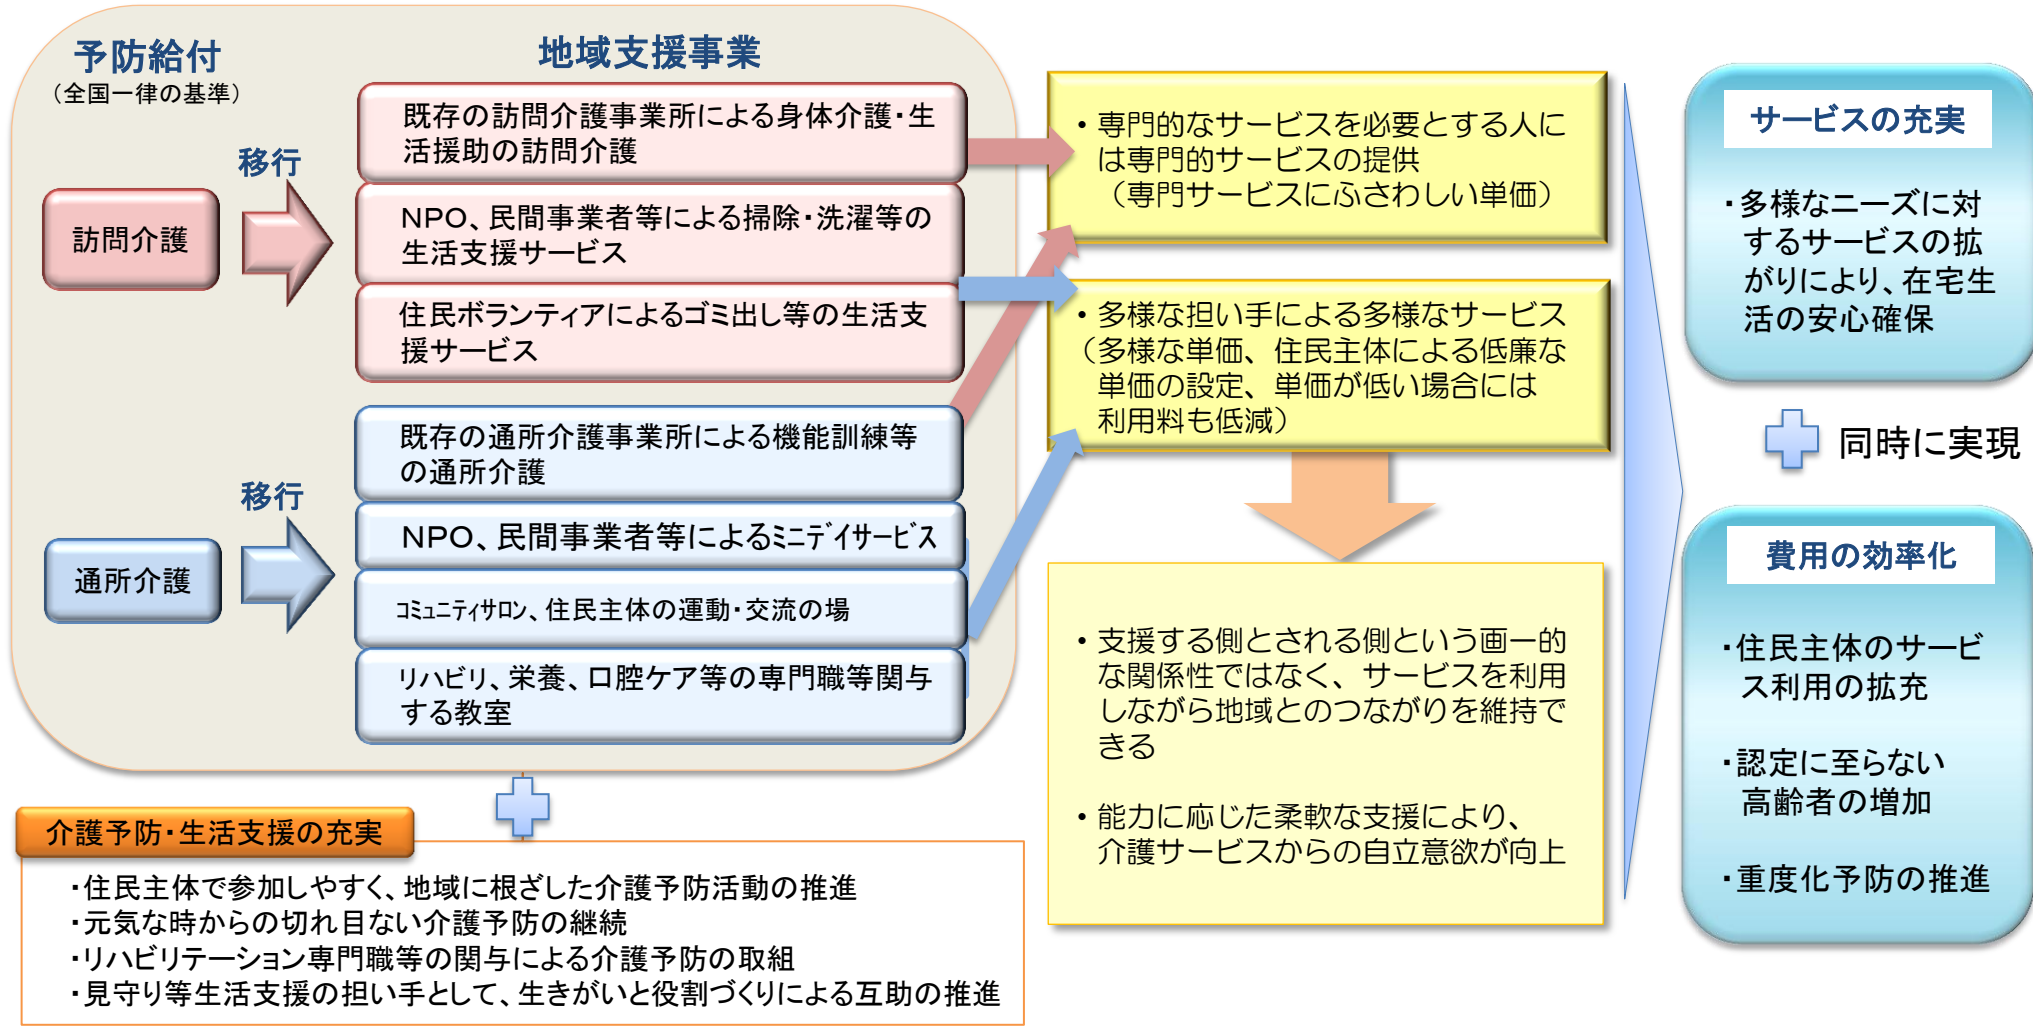 予防給付
（全国一律の基準）
地域支援事業
移行
訪問介護
既存の訪問介護事業所による身体介護・生
活援助の訪問介護
ＮＰＯ、民間事業者等による掃除・洗濯等の
生活支援サービス
住民ボランティアによるゴミ出し等の生活支
援サービス
移行
通所介護
既存の通所介護事業所による機能訓練等
の通所介護
ＮＰＯ、民間事業者等によるﾐﾆﾃﾞｲｻｰﾋﾞｽ
ｺﾐｭﾆﾃｨｻﾛﾝ、住民主体の運動・交流の場
リハビリ、栄養、口腔ケア等の専門職等関与
する教室
介護予防・生活支援の充実
・住民主体で参加しやすく、地域に根ざした介護予防活動の推進
・元気な時からの切れ目ない介護予防の継続
・リハビリテーション専門職等の関与による介護予防の取組
・見守り等生活支援の担い手として、生きがいと役割づくりによる互助の推進
・専門的なサービスを必要とする人に
は専門的サービスの提供
（専門サービスにふさわしい単価）
・多様な担い手による多様なサービス
（多様な単価、住民主体による低廉な
単価の設定、単価が低い場合には
利用料も低減）
・支援する側とされる側という画一的
な関係性ではなく、サービスを利用
しながら地域とのつながりを維持で
きる
・能力に応じた柔軟な支援により、
介護サービスからの自立意欲が向上
サービスの充実
・多様なニーズに対
するサービスの拡
がりにより、在宅生
活の安心確保
同時に実現
費用の効率化
・住民主体のサービ
ス利用の拡充
・認定に至らない
高齢者の増加
・重度化予防の推進